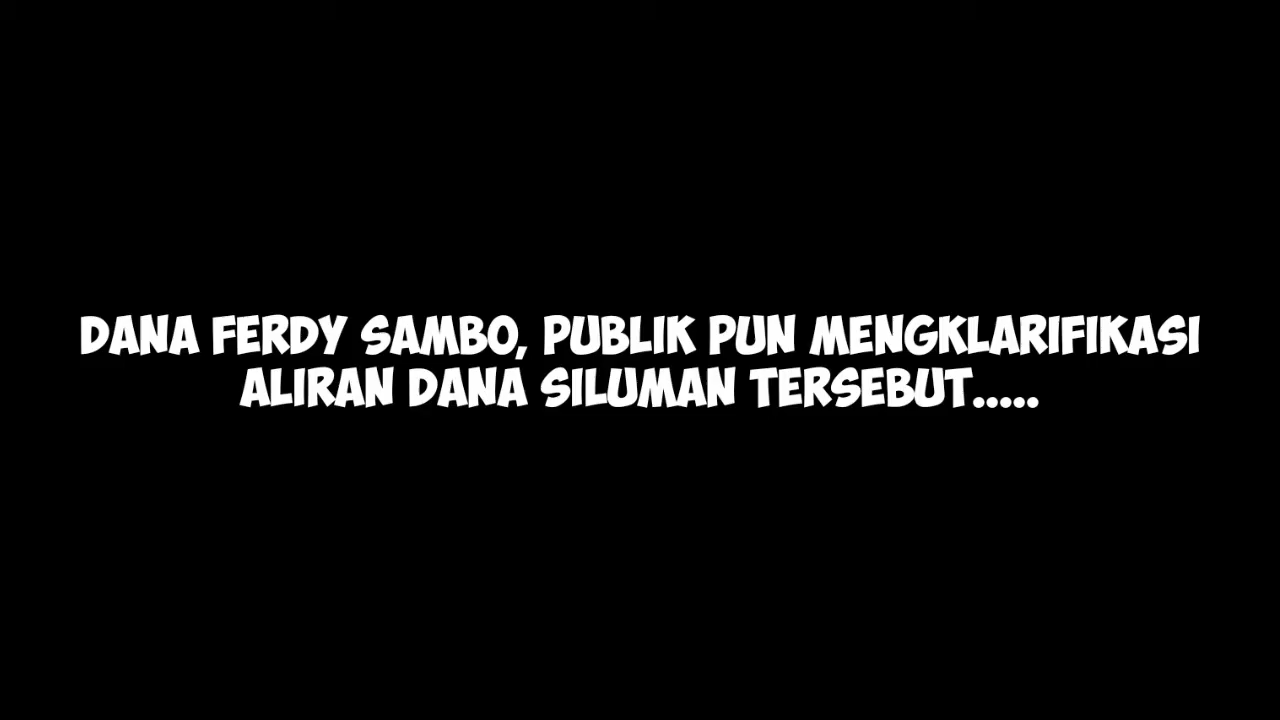 DANA FERDY SAMBO, PUBLIK PUN MENGKLARIFIKASI
ALIRAN DANA SILUMAN TERSEBUT.....